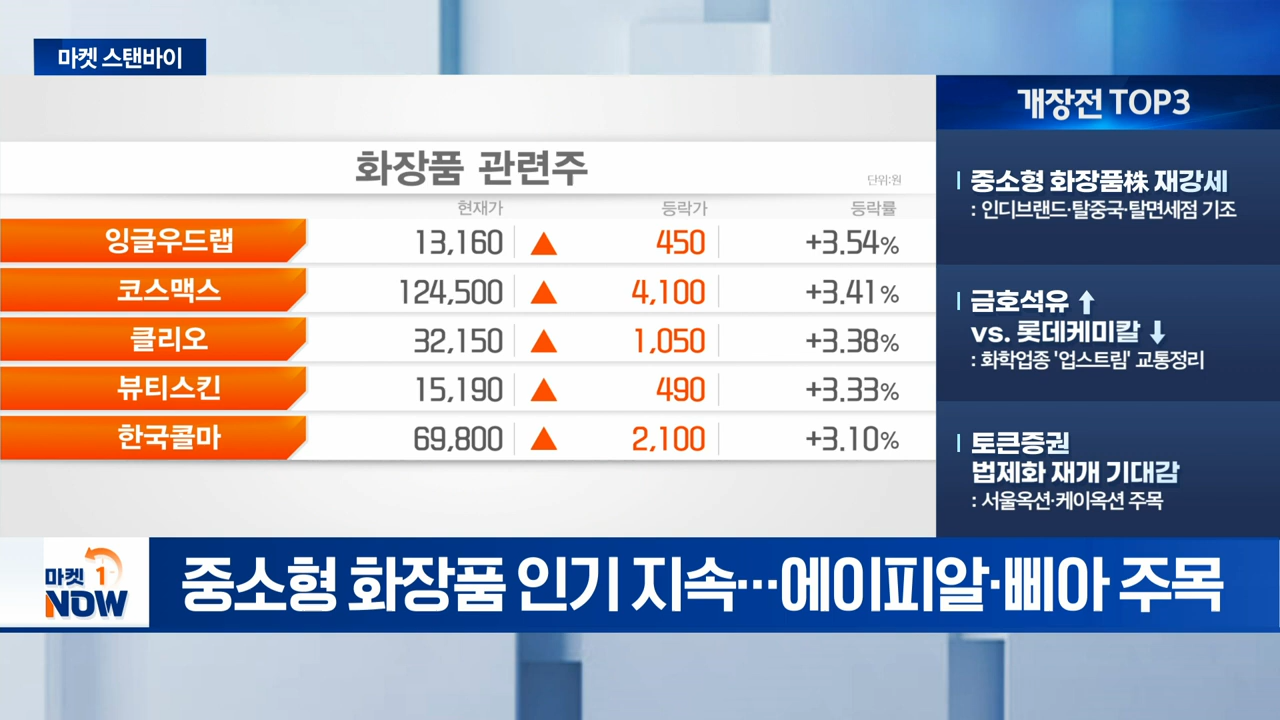 마켓 스탠바이
화장품 관련주
단위:원
현재가 등락가 등락률
잉글우드랩 13,160 ▲ 450 +3.54%
코스맥스 124,500 ▲ 4,100 +3.41%
클리오 32,150 ▲ 1,050 +3.38%
뷰티스킨 15,190 ▲ 490 +3.33%
한국콜마 69,800 ▲ 2,100 +3.10%
개장전 TOP3
중소형 화장품株 재강세
: 인디브랜드·탈중국·탈면세점 기조
금호석유 ↑
vs. 롯데케미칼 ↓
: 화학업종 '업스트림' 교통정리
토큰증권
법제화 재개 기대감
: 서울옥션·케이옥션 주목
마켓 1
NOW
중소형 화장품 인기 지속…에이피알·삐아 주목